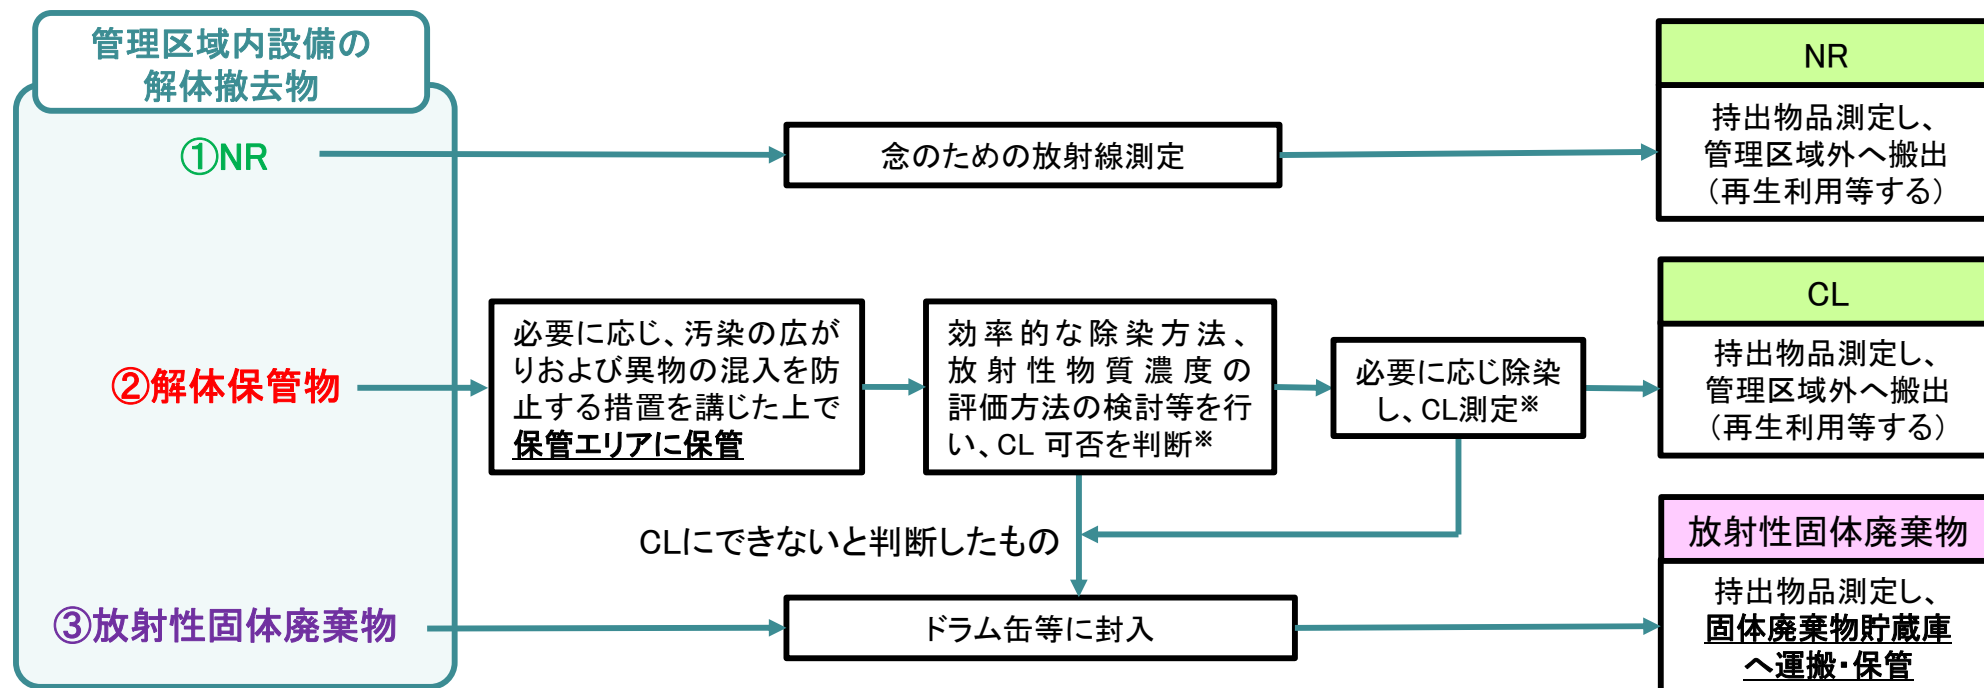 管理区域内設備の
解体撤去物
①NR
念のための放射線測定
NR
持出物品測定し、
管理区域外へ搬出
（再生利用等する）
②解体保管物
必要に応じ、汚染の広が
りおよび異物の混入を防
止する措置を講じた上で
保管エリアに保管
効率的な除染方法、
放射性物質濃度の
評価方法の検討等を行
い、CL 可否を判断※
必要に応じ除染
し、CL測定※
CL
持出物品測定し、
管理区域外へ搬出
（再生利用等する）
CLにできないと判断したもの
③放射性固体廃棄物
ドラム缶等に封入
放射性固体廃棄物
持出物品測定し、
固体廃棄物貯蔵庫
へ運搬・保管